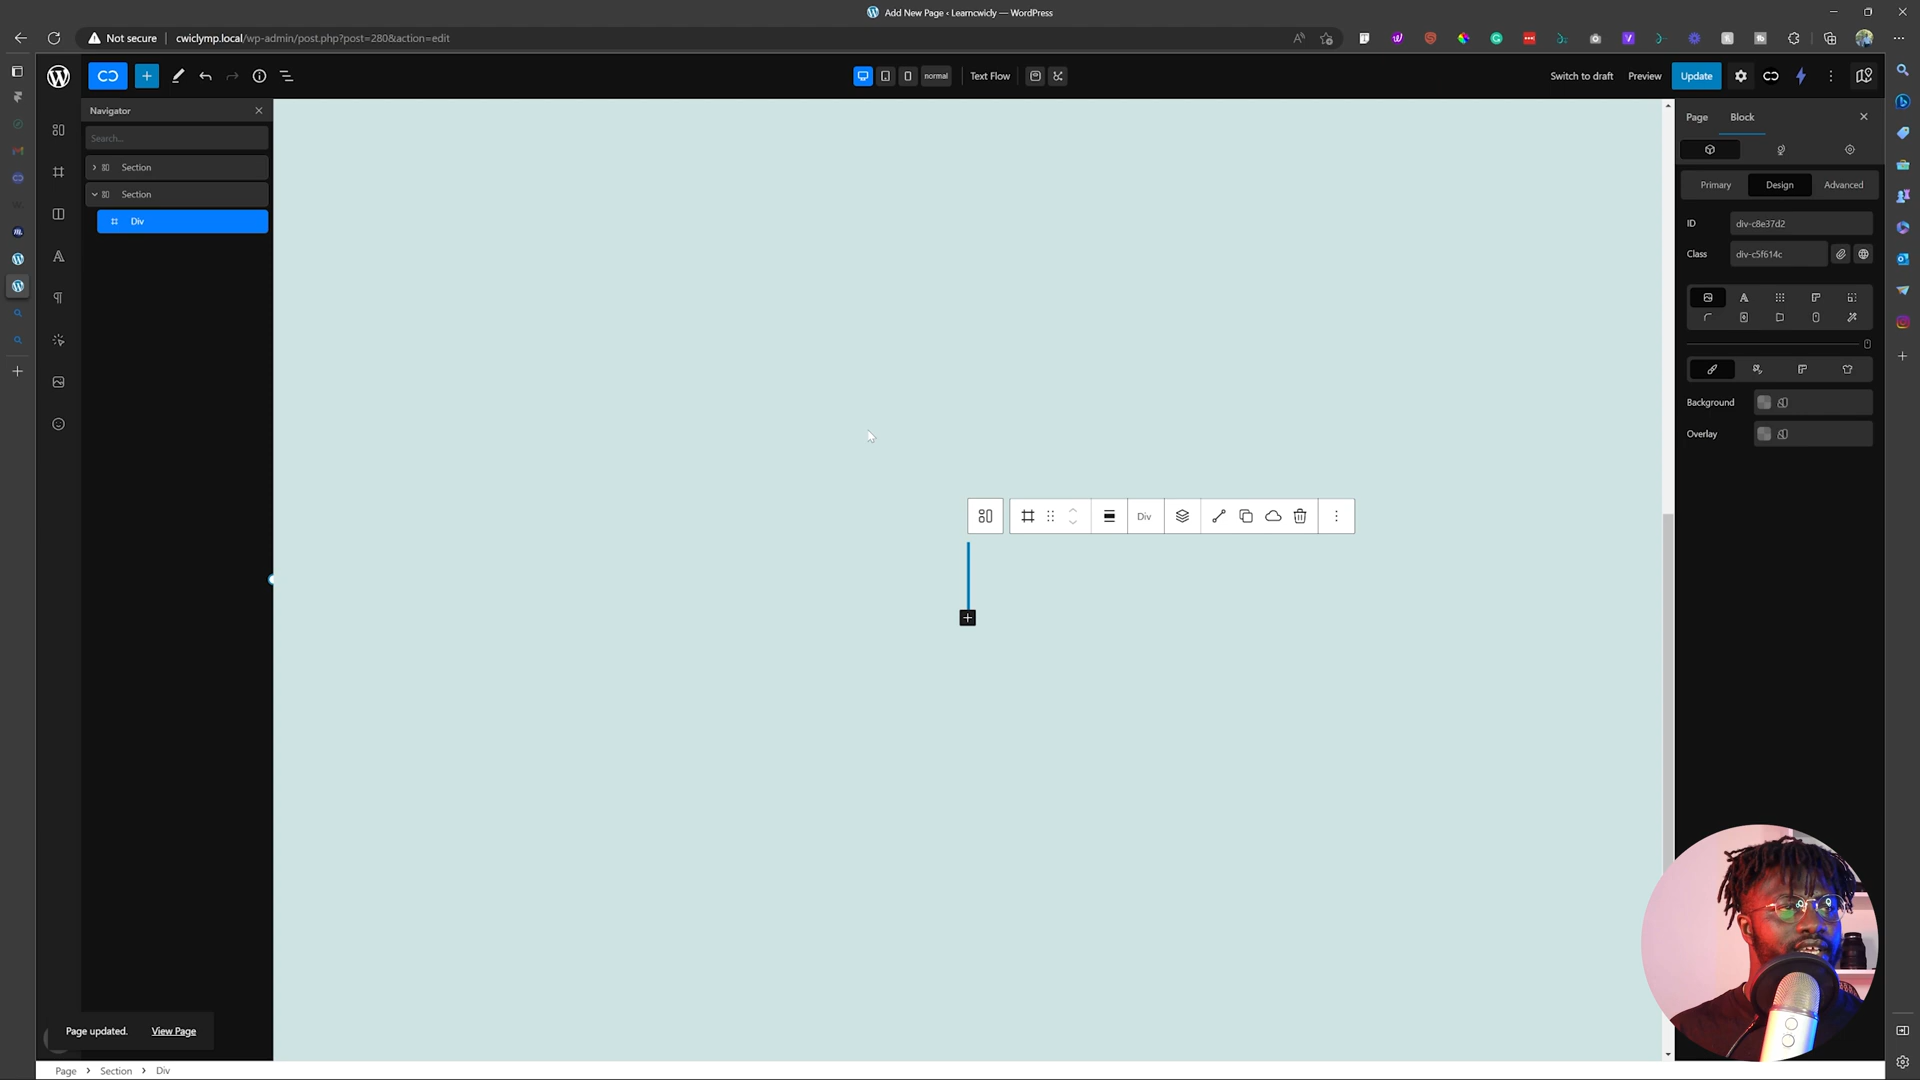 Add New Page ‹ Learncwicly — WordPress
Not secure
cwiclymp.local/wp-admin/post.php?post=280&action=edit
normal
Text Flow
Switch to draft
Preview
Update
Navigator
Search...
Section
Section
Div
Page
Block
Primary
Design
Advanced
ID
div-c8e37d2
Class
div-c5f614c
Background
Overlay
Div
Page updated.
View Page
Page
Section
Div